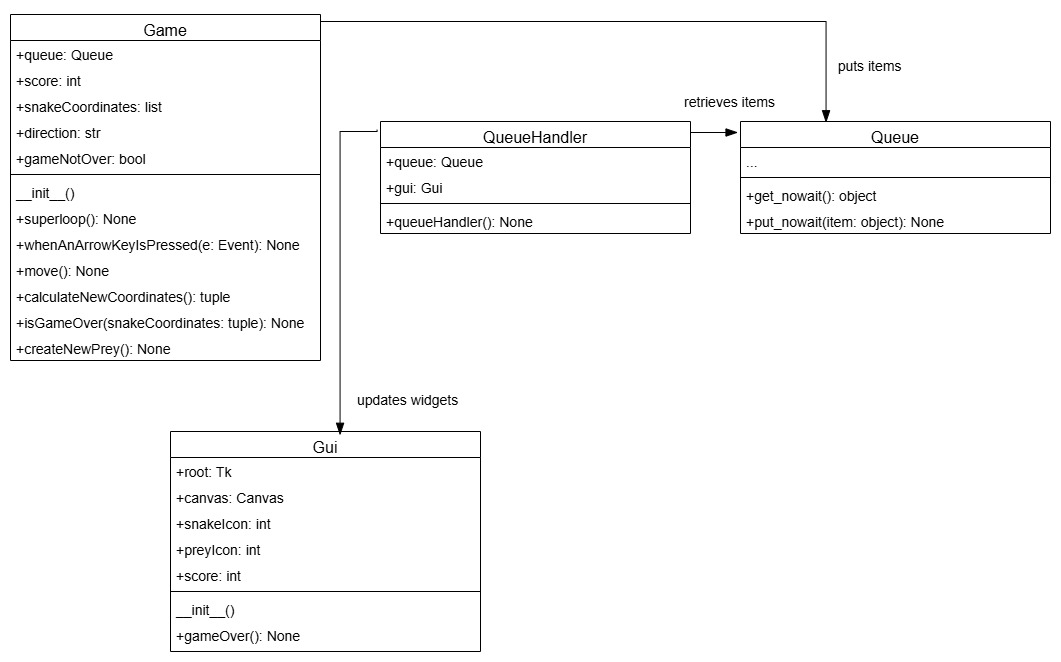 Game
+queue: Queue
+score: int
+snakeCoordinates: list
+direction: str
+gameNotOver: bool
__init__()
+superloop(): None
+whenAnArrowKeyIsPressed(e: Event): None
+move(): None
+calculateNewCoordinates(): tuple
+isGameOver(snakeCoordinates: tuple): None
+createNewPrey(): None
puts items
retrieves items
QueueHandler
+queue: Queue
+gui: Gui
+queueHandler(): None
Queue
...
+get_nowait(): object
+put_nowait(item: object): None
updates widgets
Gui
+root: Tk
+canvas: Canvas
+snakeIcon: int
+preyIcon: int
+score: int
__init__()
+gameOver(): None